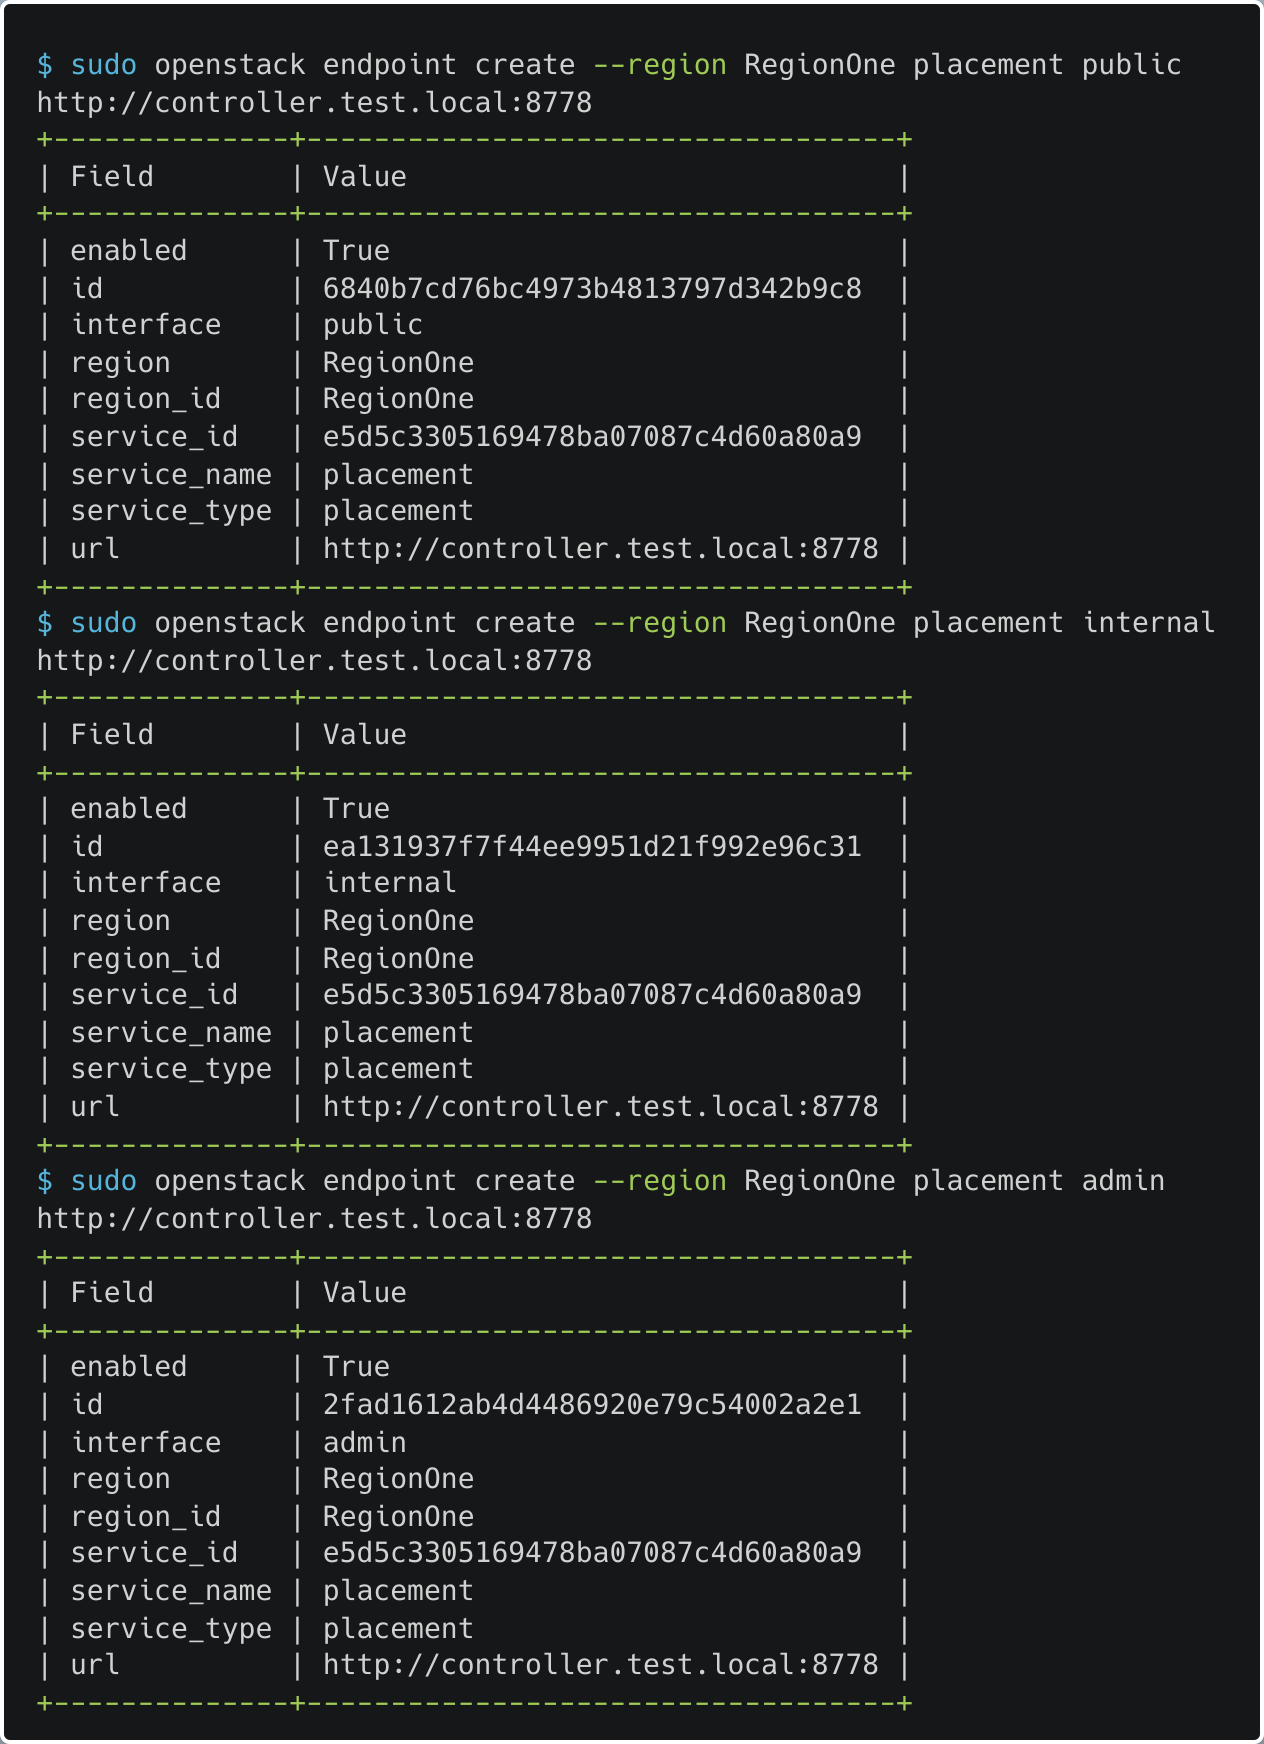 $ sudo openstack endpoint create --region RegionOne placement public
http://controller.test.local:8778
+--------------+-----------------------------------+
| Field        | Value                             |
+--------------+-----------------------------------+
| enabled      | True                              |
| id           | 6840b7cd76bc4973b4813797d342b9c8  |
| interface    | public                            |
| region       | RegionOne                         |
| region_id    | RegionOne                         |
| service_id   | e5d5c3305169478ba07087c4d60a80a9  |
| service_name | placement                         |
| service_type | placement                         |
| url          | http://controller.test.local:8778 |
+--------------+-----------------------------------+
$ sudo openstack endpoint create --region RegionOne placement internal
http://controller.test.local:8778
+--------------+-----------------------------------+
| Field        | Value                             |
+--------------+-----------------------------------+
| enabled      | True                              |
| id           | ea131937f7f44ee9951d21f992e96c31  |
| interface    | internal                          |
| region       | RegionOne                         |
| region_id    | RegionOne                         |
| service_id   | e5d5c3305169478ba07087c4d60a80a9  |
| service_name | placement                         |
| service_type | placement                         |
| url          | http://controller.test.local:8778 |
+--------------+-----------------------------------+
$ sudo openstack endpoint create --region RegionOne placement admin
http://controller.test.local:8778
+--------------+-----------------------------------+
| Field        | Value                             |
+--------------+-----------------------------------+
| enabled      | True                              |
| id           | 2fad1612ab4d4486920e79c54002a2e1  |
| interface    | admin                             |
| region       | RegionOne                         |
| region_id    | RegionOne                         |
| service_id   | e5d5c3305169478ba07087c4d60a80a9  |
| service_name | placement                         |
| service_type | placement                         |
| url          | http://controller.test.local:8778 |
+--------------+-----------------------------------+